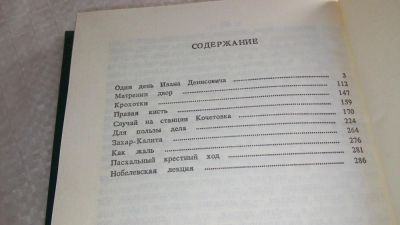 СОДЕРЖАНИЕ
Один день Ивана Денисовича 3
Матренин двор 112
Крохотки 147
Правая кисть 159
Случай на станции Кочетовка 170
Для пользы дела 224
Захар-Калита 264
Как жаль 276
Пасхальный крестный ход 281
Нобелевская лекция 286